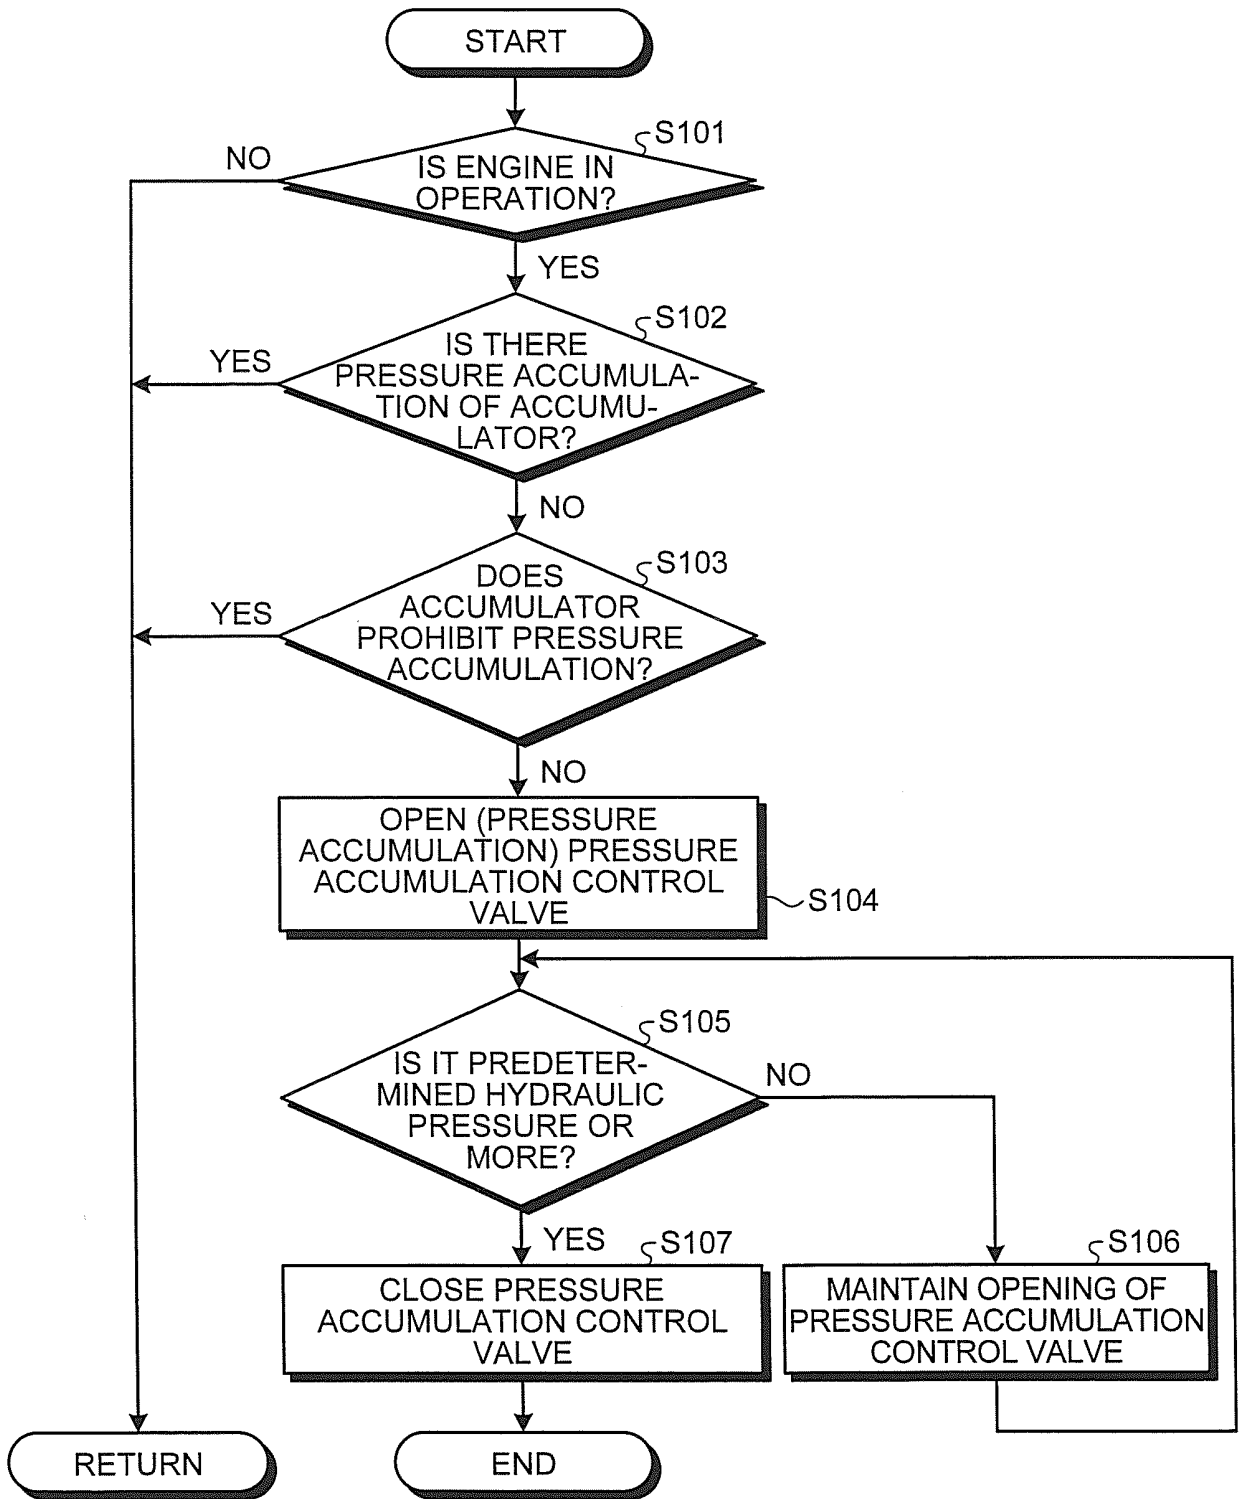 START
S101
NO
IS ENGINE IN
OPERATION?
YES
S102
YES
IS THERE
PRESSURE ACCUMULA-
TION OF ACCUMU-
LATOR?
NO
S103
YES
DOES
ACCUMULATOR
PROHIBIT PRESSURE
ACCUMULATION?
NO
OPEN (PRESSURE
ACCUMULATION) PRESSURE
ACCUMULATION CONTROL
VALVE
S104
S105
IS IT PREDETER-
MINED HYDRAULIC
PRESSURE OR
MORE?
NO
YES
S107
S106
CLOSE PRESSURE
ACCUMULATION CONTROL
VALVE
MAINTAIN OPENING OF
PRESSURE ACCUMULATION
CONTROL VALVE
RETURN
END